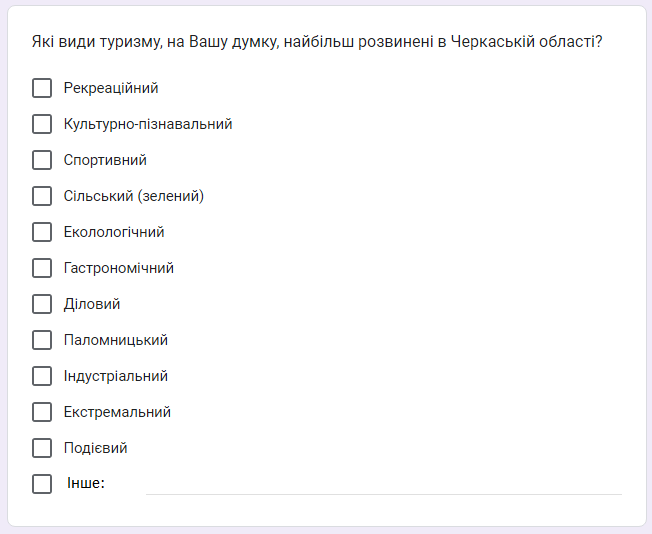 Які види туризму, на Вашу думку, найбільш розвинені в Черкаській області?
Рекреаційний
Культурно-пізнавальний
Спортивний
Сільський (зелений)
Еколологічний
Гастрономічний
Діловий
Паломницький
Індустріальний
Екстремальний
Подієвий
Інше: